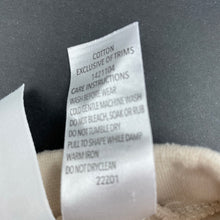 COTTON
EXCLUSIVE OF TRIMS
1421104
CARE INSTRUCTIONS
WASH BEFORE WEAR
COLD GENTLE MACHINE WASH
DO NOT BLEACH, SOAK OR RUB
DO NOT TUMBLE DRY
PULL TO SHAPE WHILE DAMP
WARM IRON
DO NOT DRYCLEAN
22201